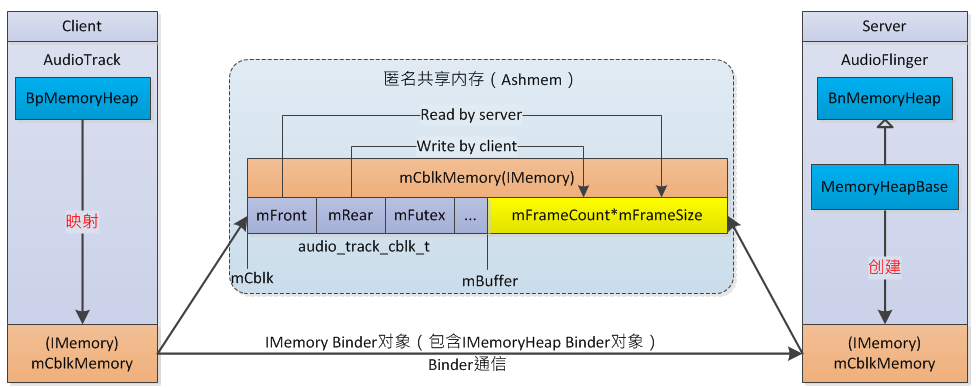 Client
AudioTrack
BpMemoryHeap
映射
(IMemory)
mCblkMemory
匿名共享内存（Ashmem）
Read by server
Write by client
mCblkMemory(IMemory)
mFront
mRear
mFutex
...
mFrameCount*mFrameSize
audio_track_cblk_t
mCblk
mBuffer
IMemory Binder对象（包含IMemoryHeap Binder对象）
Binder通信
Server
AudioFlinger
BnMemoryHeap
MemoryHeapBase
创建
(IMemory)
mCblkMemory